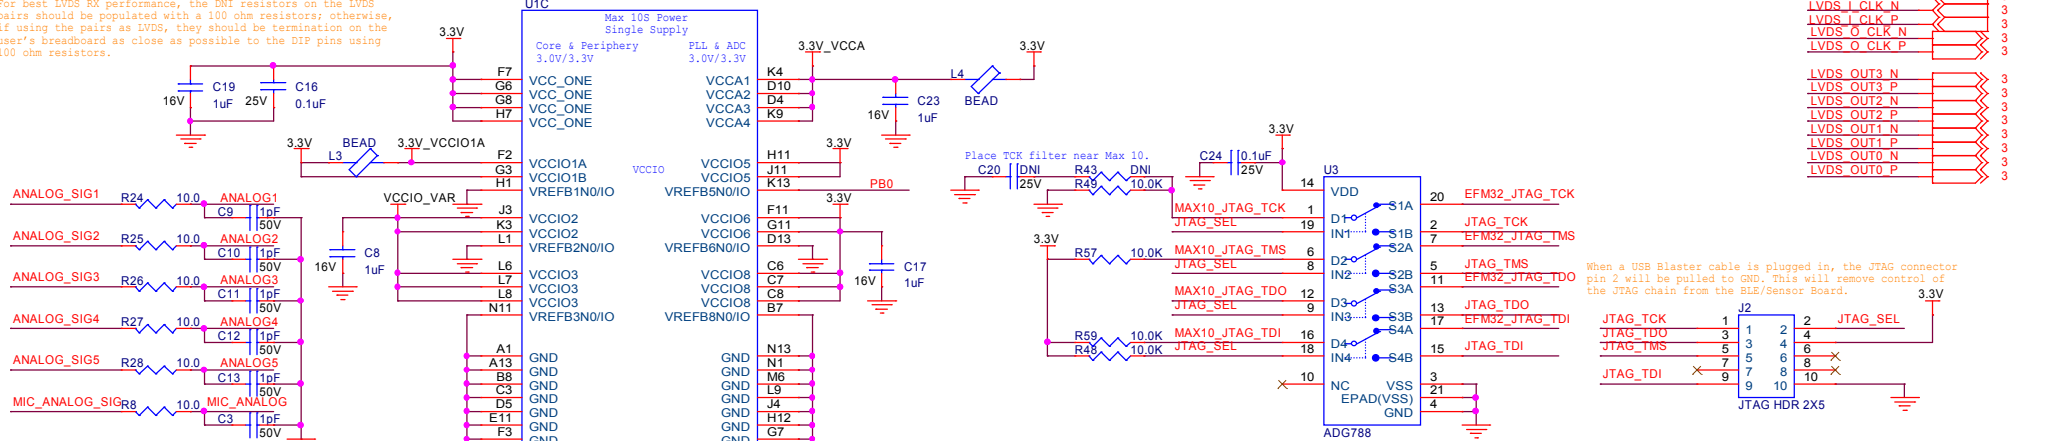 For best LVDS RX performance, the DNI resistors on the LVDS
pairs should be populated with a 100 ohm resistors; otherwise,
if using the pairs as LVDS, they should be termination on the
user's breadboard as close as possible to the DIP pins using
100 ohm resistors.
3.3V
C19
1uF
16V
C16
0.1uF
25V
L3
BEAD
3.3V
3.3V_VCCIO1A
VCCIO_VAR
C8
1uF
16V
ANALOG_SIG1 R24 10.0 ANALOG1
C9 1pF
50V
ANALOG_SIG2 R25 10.0 ANALOG2
C10 1pF
50V
ANALOG_SIG3 R26 10.0 ANALOG3
C11 1pF
50V
ANALOG_SIG4 R27 10.0 ANALOG4
C12 1pF
50V
ANALOG_SIG5 R28 10.0 ANALOG5
C13 1pF
50V
MIC_ANALOG_SIG R8 10.0 MIC_ANALOG
C3 1pF
50V
U1C
Max 10S Power
Single Supply
Core & Periphery
3.0V/3.3V
PLL & ADC
3.0V/3.3V
VCCIO
F7 VCC_ONE
G6 VCC_ONE
G8 VCC_ONE
H7 VCC_ONE
F2 VCCIO1A
G3 VCCIO1B
H1 VREFB1N0/IO
J3 VCCIO2
K3 VCCIO2
L1 VREFB2N0/IO
L6 VCCIO3
L7 VCCIO3
L8 VCCIO3
N11 VREFB3N0/IO
A1 GND
A13 GND
B8 GND
C3 GND
D5 GND
E11 GND
F3 GND
VCCA1 K4
VCCA2 D10
VCCA3 D4
VCCA4 K9
VCCIO5 H11
VCCIO5 J11
VREFB5N0/IO K13 PB0
VCCIO6 F11
VCCIO6 G11
VREFB6N0/IO D13
VCCIO8 C6
VCCIO8 C7
VCCIO8 C8
VREFB8N0/IO B7
GND N13
GND N1
GND M6
GND L9
GND J4
GND H12
GND G7
3.3V_VCCA
C23
1uF
16V
L4
BEAD
3.3V
3.3V
3.3V
C17
1uF
16V
Place TCK filter near Max 10.
C20 DNI
25V
R43 DNI
R49 10.0K
3.3V
R57 10.0K
R59 10.0K
R48 10.0K
3.3V
C24 0.1uF
25V
U3
14 VDD
MAX10_JTAG_TCK 1 D1
JTAG_SEL 19 IN1
MAX10_JTAG_TMS 6 D2
JTAG_SEL 8 IN2
MAX10_JTAG_TDO 12 D3
JTAG_SEL 9 IN3
MAX10_JTAG_TDI 16 D4
JTAG_SEL 18 IN4
10 NC
S1A 20 EFM32_JTAG_TCK
S1B 2 JTAG_TCK
S2A 7 EFM32_JTAG_TMS
S2B 5 JTAG_TMS
S3A 11 EFM32_JTAG_TDO
S3B 13 JTAG_TDO
S4A 17 EFM32_JTAG_TDI
S4B 15 JTAG_TDI
VSS 3
EPAD(VSS) 21
GND 4
ADG788
LVDS_I_CLK_N 3
LVDS_I_CLK_P 3
LVDS_O_CLK_N 3
LVDS_O_CLK_P 3
LVDS_OUT3_N 3
LVDS_OUT3_P 3
LVDS_OUT2_N 3
LVDS_OUT2_P 3
LVDS_OUT1_N 3
LVDS_OUT1_P 3
LVDS_OUT0_N 3
LVDS_OUT0_P 3
When a USB Blaster cable is plugged in, the JTAG connector
pin 2 will be pulled to GND. This will remove control of
the JTAG chain from the BLE/Sensor Board.
J2
3.3V
JTAG_TCK 1 1 2 2 JTAG_SEL
JTAG_TDO 3 3 4 4
JTAG_TMS 5 5 6 6
7 7 8 8
JTAG_TDI 9 9 10 10
JTAG HDR 2X5